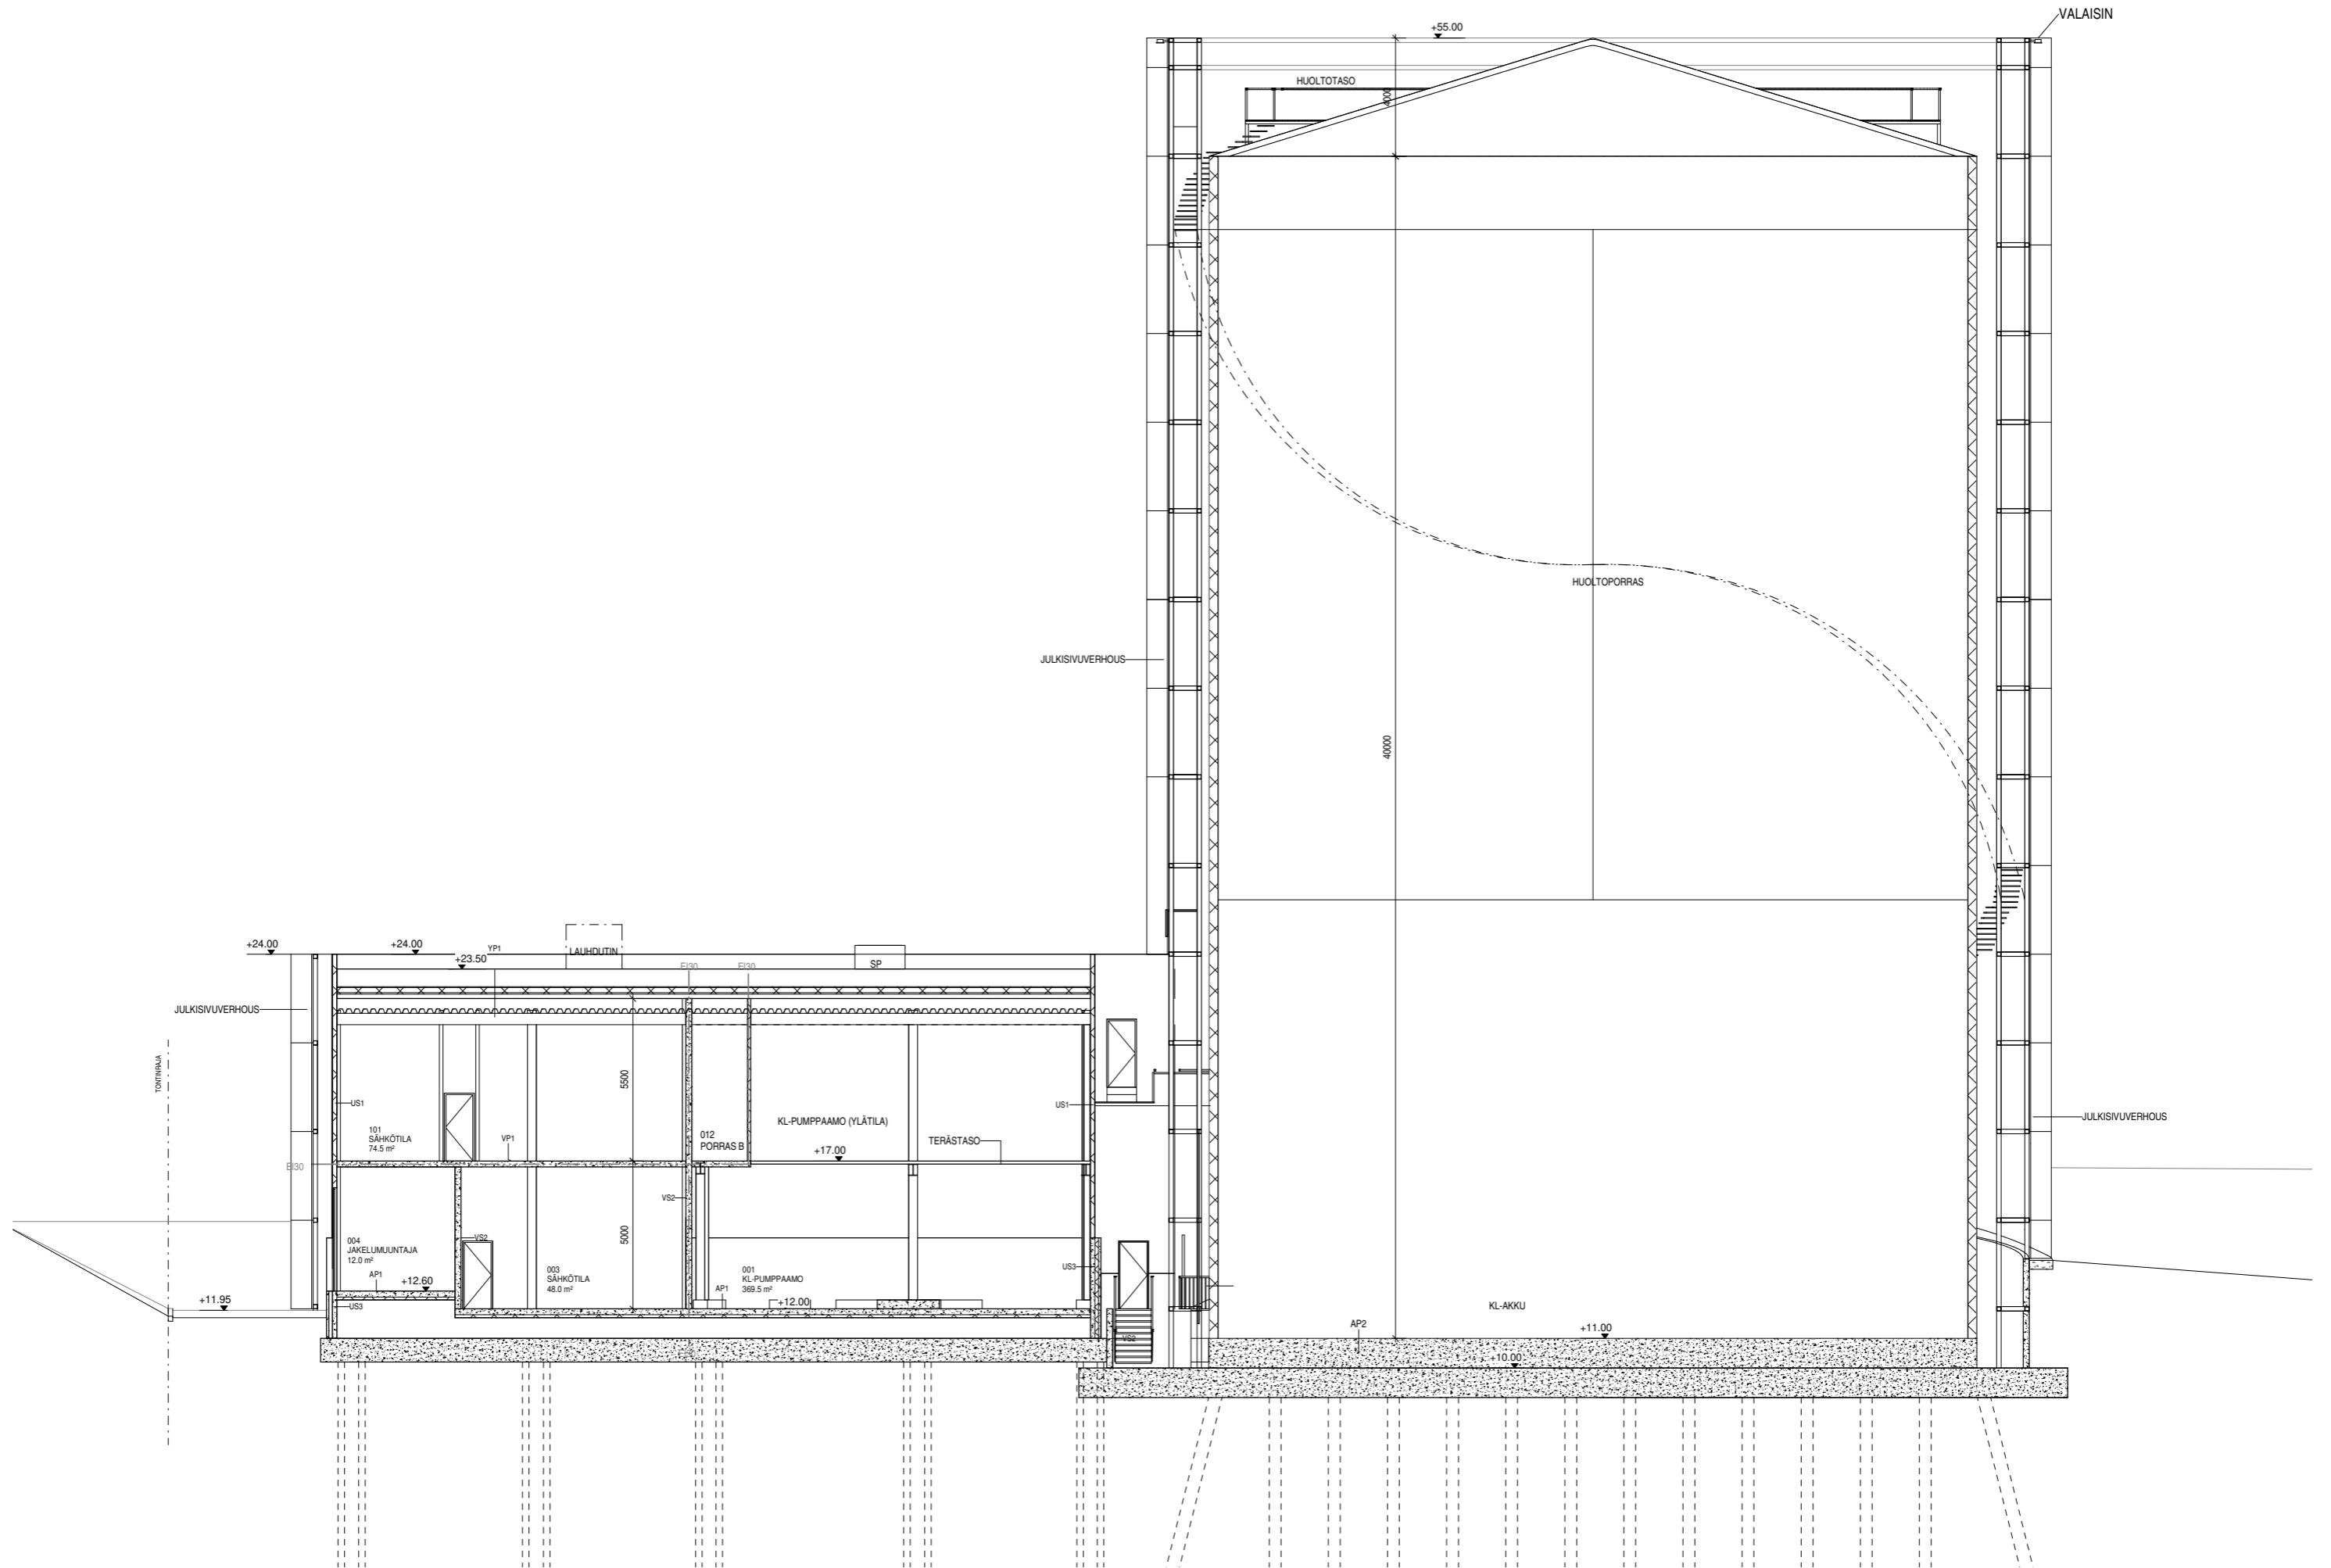 VALAISIN
+55.00
HUOLTOTASO
4000
HUOLTOPORRAS
JULKISIVUVERHOUS
40000
+24.00
+24.00
YP1
LAUHDUTIN
+23.50
EI30
EI30
SP
JULKISIVUVERHOUS
TONTINRAJA
5500
US1
US1
JULKISIVUVERHOUS
101
SÄHKÖTILA
74.5 m²
VP1
012
PORRAS B
KL-PUMPPAAMO (YLÄTILA)
TERÄSTASO
+17.00
EI30
VS2
5000
VS2
004
JAKELUMUUNTAJA
12.0 m²
AP1
+12.60
003
SÄHKÖTILA
48.0 m²
001
KL-PUMPPAAMO
369.5 m²
AP1
+12.00
US3
+11.95
US3
KL-AKKU
VS2
AP2
+11.00
+10.00